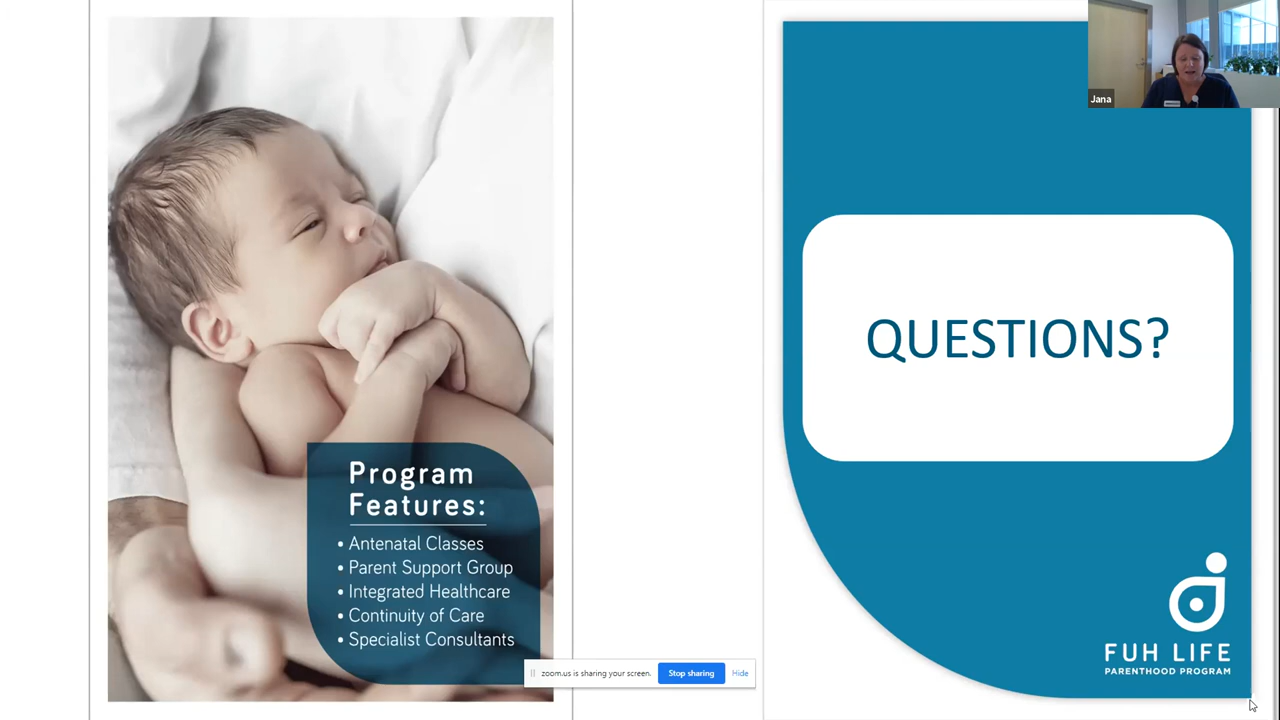 Program
Features:
• Antenatal Classes
• Parent Support Group
• Integrated Healthcare
• Continuity of Care
• Specialist Consultants
zoom.us is sharing your screen.
Stop sharing
Hide
Jana
QUESTIONS?
FUH LIFE
PARENTHOOD PROGRAM